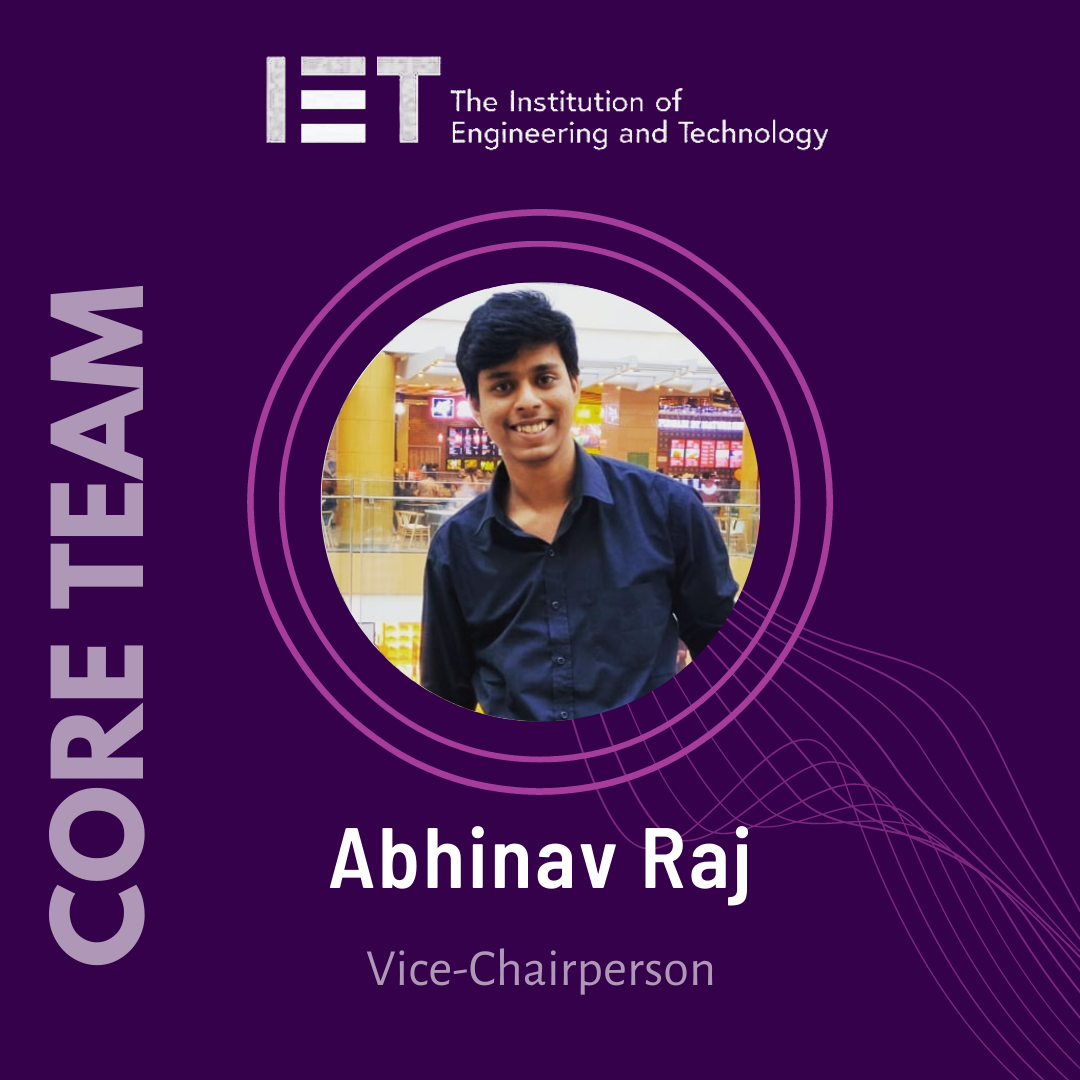 IET
The Institution of
Engineering and Technology
CORE TEAM
Abhinav Raj
Vice-Chairperson